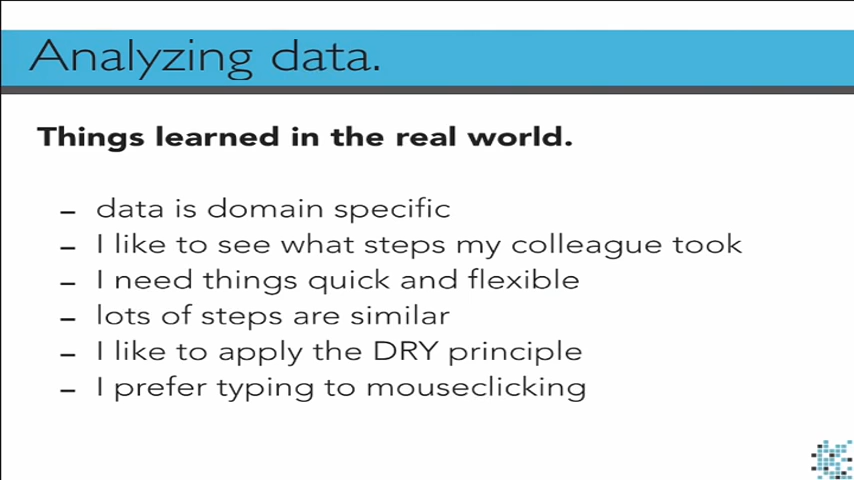 Analyzing data.
Things learned in the real world.
– data is domain specific
– I like to see what steps my colleague took
– I need things quick and flexible
– lots of steps are similar
– I like to apply the DRY principle
– I prefer typing to mouseclicking